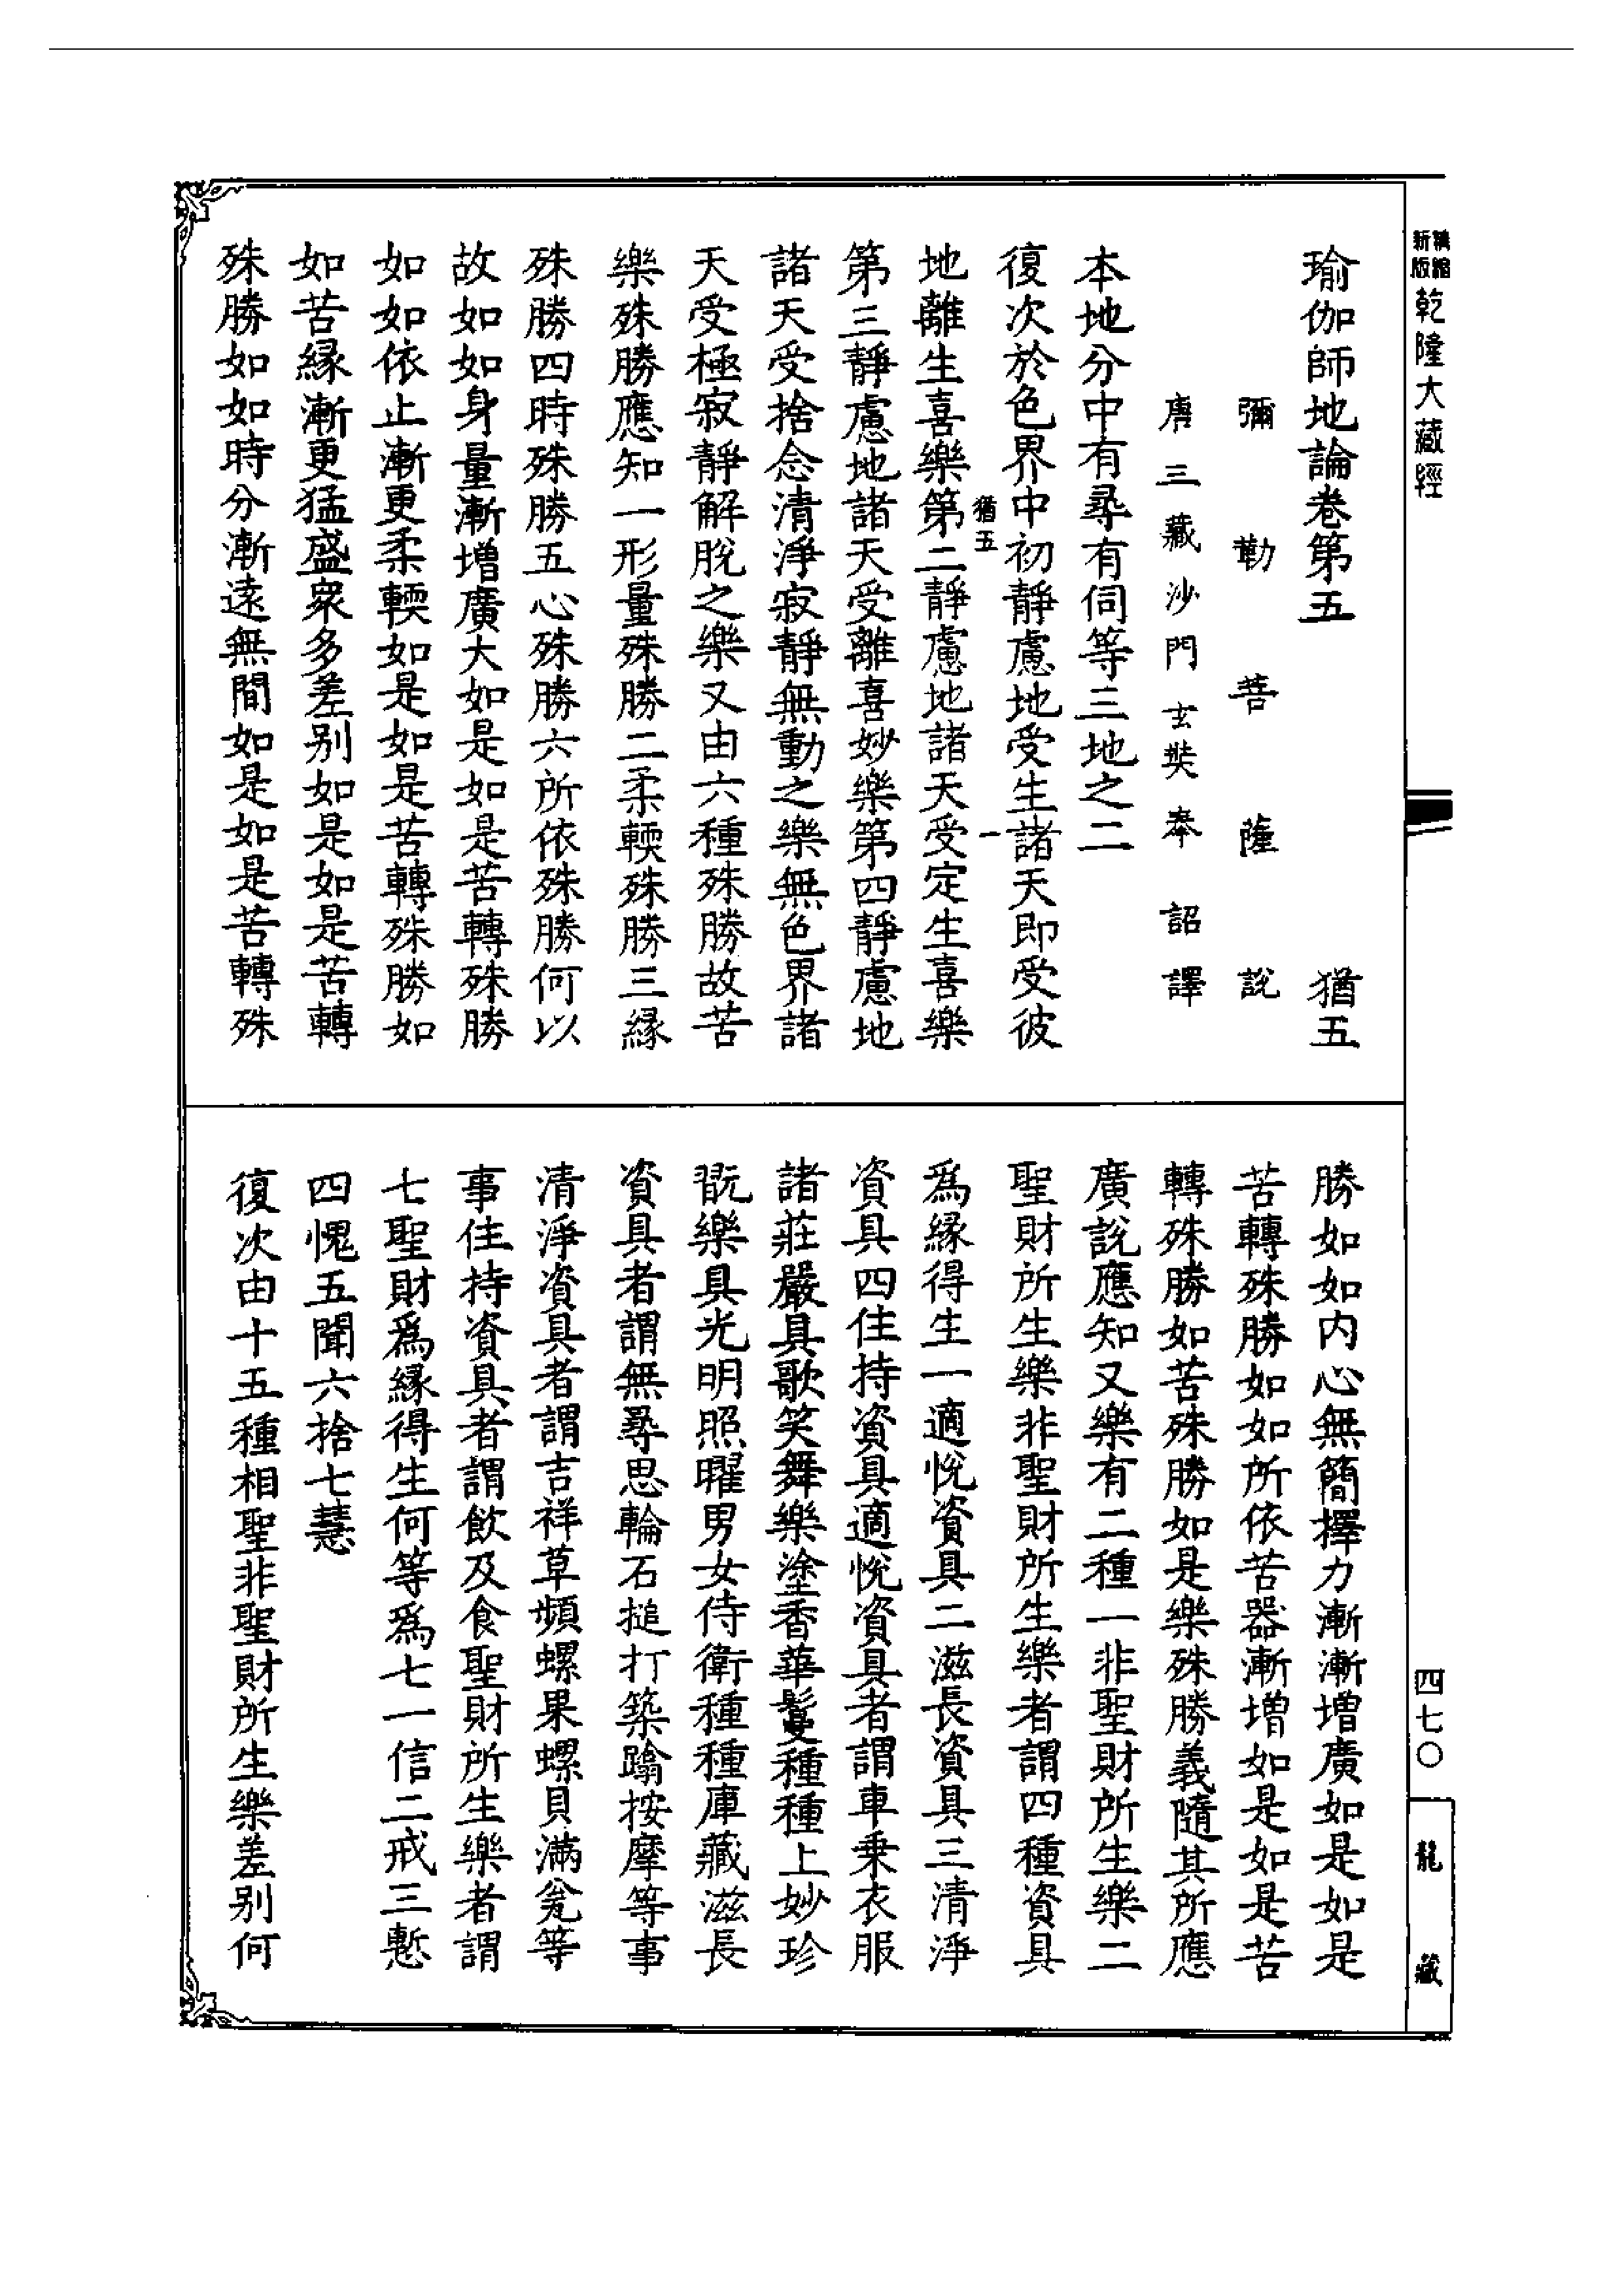 精縮新版乾隆大藏經
瑜伽師地論卷第五　猶五
彌勒菩薩說
唐三藏沙門玄奘奉詔譯
本地分中有尋有伺等三地之二
復次於色界中初靜慮地受生諸天即受彼
猶五　一
地離生喜樂第二靜慮地諸天受定生喜樂
第三靜慮地諸天受離喜妙樂第四靜慮地
諸天受捨念清淨寂靜無動之樂無色界諸
天受極寂靜解脫之樂又由六種殊勝故苦
樂殊勝應知一形量殊勝二柔輭殊勝三縁
殊勝四時殊勝五心殊勝六所依殊勝何以
故如如身量漸增廣大如是如是苦轉殊勝
如如依止漸更柔輭如是如是苦轉殊勝如
如苦縁漸更猛盛衆多差别如是如是苦轉
殊勝如如時分漸遠無間如是如是苦轉殊
勝如如内心無簡擇力漸漸增廣如是如是
苦轉殊勝如如所依苦器漸增如是如是苦
轉殊勝如苦殊勝如是樂殊勝義隨其所應
廣說應知又樂有二種一非聖財所生樂二
聖財所生樂非聖財所生樂者謂四種資具
為縁得生一適悅資具二滋長資具三清淨
資具四住持資具適悅資具者謂車乗衣服
諸莊嚴具歌笑舞樂塗香華鬘種種上妙珍
翫樂具光明照曜男女侍衛種種庫藏滋長
資具者謂無尋思輪石搥打築蹹按摩等事
清淨資具者謂吉祥草頻螺果螺貝滿瓮等
事住持資具者謂飲及食聖財所生樂者謂
七聖財爲縁得生何等爲七一信二戒三慙
四愧五聞六捨七慧
復次由十五種相聖非聖財所生樂差别何
四七〇
龍藏